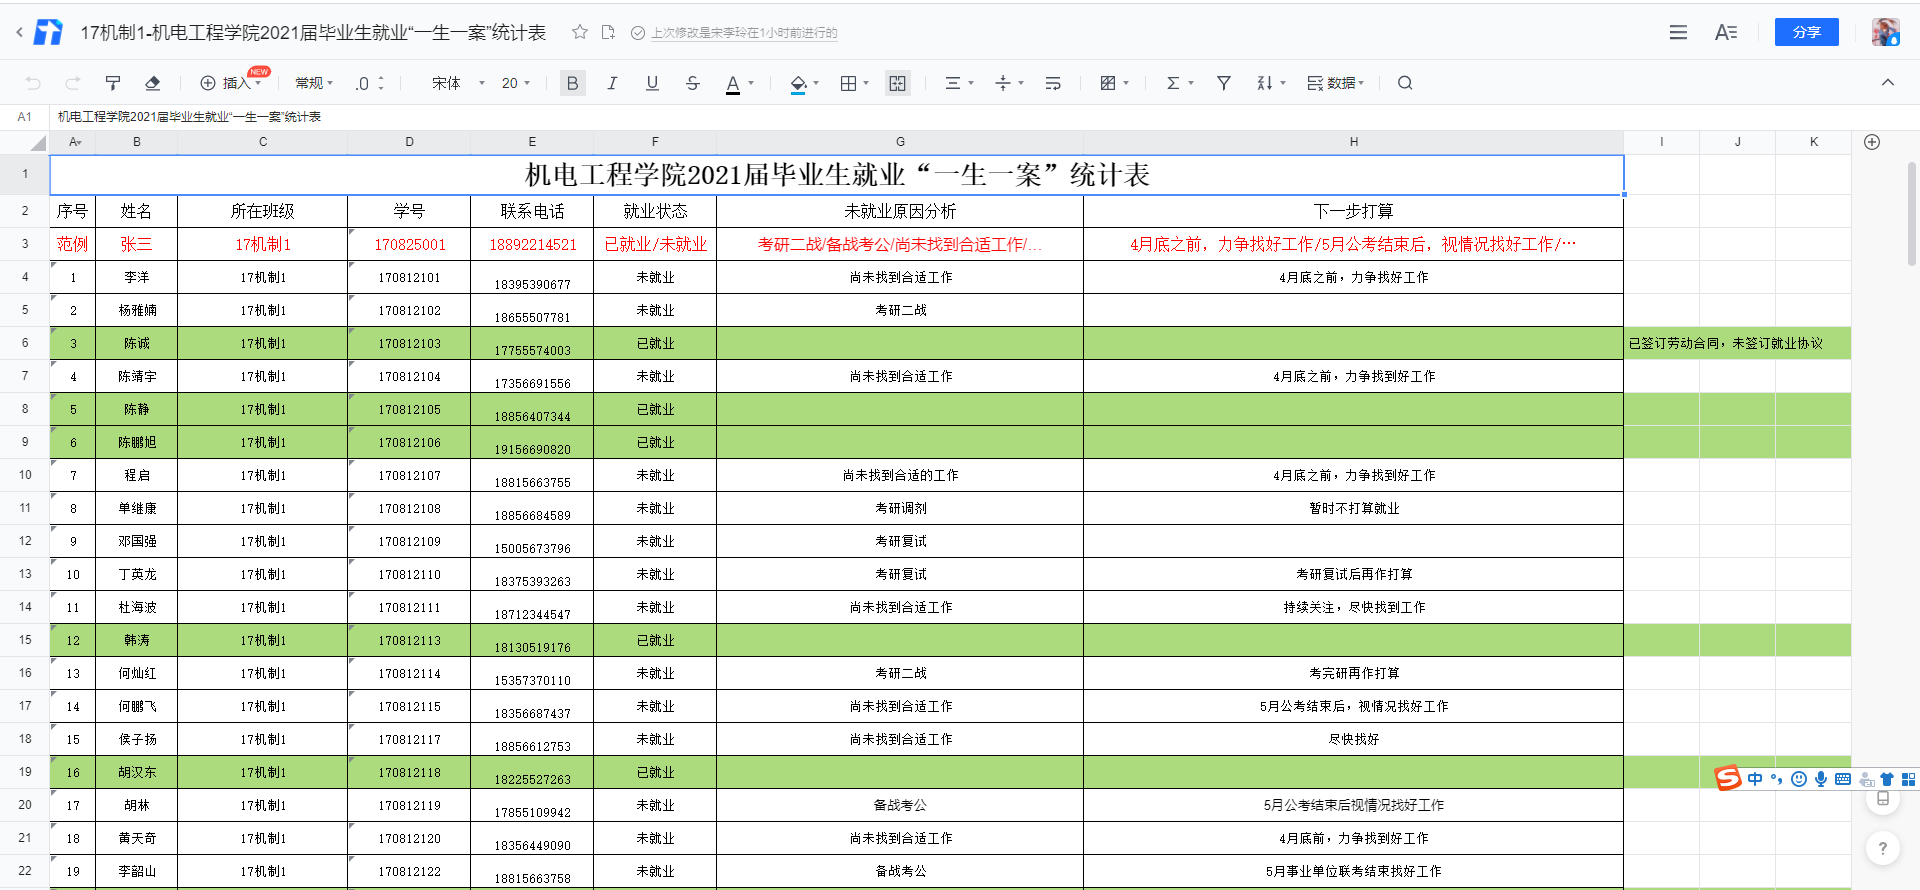 17机制1-机电工程学院2021届毕业生就业“一生一案”统计表 上次修改是宋李玲在1小时前进行的 分享
插入 NEW 常规 .0 宋体 20 B I U S A 数据
A1 机电工程学院2021届毕业生就业“一生一案”统计表
A B C D E F G H I J K
1 机电工程学院2021届毕业生就业“一生一案”统计表
2 序号 姓名 所在班级 学号 联系电话 就业状态 未就业原因分析 下一步打算
3 范例 张三 17机制1 170825001 18892214521 已就业/未就业 考研二战/备战考公/尚未找到合适工作/... 4月底之前，力争找好工作/5月公考结束后，视情况找好工作/…
4 1 李洋 17机制1 170812101 18395390677 未就业 尚未找到合适工作 4月底之前，力争找好工作
5 2 杨雅婻 17机制1 170812102 18655507781 未就业 考研二战
6 3 陈诚 17机制1 170812103 17755574003 已就业 已签订劳动合同，未签订就业协议
7 4 陈靖宇 17机制1 170812104 17356691556 未就业 尚未找到合适工作 4月底之前，力争找到好工作
8 5 陈静 17机制1 170812105 18856407344 已就业
9 6 陈鹏旭 17机制1 170812106 19156690820 已就业
10 7 程启 17机制1 170812107 18815663755 未就业 尚未找到合适的工作 4月底之前，力争找到好工作
11 8 单继康 17机制1 170812108 18856684589 未就业 考研调剂 暂时不打算就业
12 9 邓国强 17机制1 170812109 15005673796 未就业 考研复试
13 10 丁英龙 17机制1 170812110 18375393263 未就业 考研复试 考研复试后再作打算
14 11 杜海波 17机制1 170812111 18712344547 未就业 尚未找到合适工作 持续关注，尽快找到工作
15 12 韩涛 17机制1 170812113 18130519176 已就业
16 13 何灿红 17机制1 170812114 15357370110 未就业 考研二战 考完研再作打算
17 14 何鹏飞 17机制1 170812115 18356687437 未就业 尚未找到合适工作 5月公考结束后，视情况找好工作
18 15 侯子扬 17机制1 170812117 18856612753 未就业 尚未找到合适工作 尽快找好
19 16 胡汉东 17机制1 170812118 18225527263 已就业
中
20 17 胡林 17机制1 170812119 17855109942 未就业 备战考公 5月公考结束后视情况找好工作
21 18 黄天奇 17机制1 170812120 18356449090 未就业 尚未找到合适工作 4月底前，力争找到好工作
22 19 李韶山 17机制1 170812122 18815663758 未就业 备战考公 5月事业单位联考结束找好工作